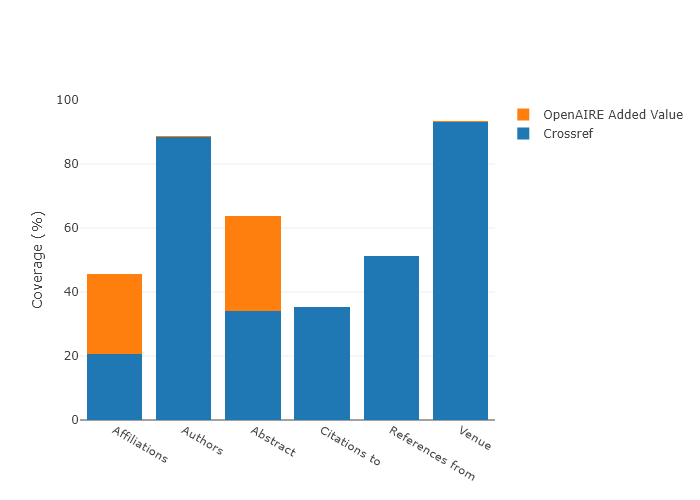 100
80
60
40
20
0
Coverage (%)
Affiliations
Authors
Abstract
Citations to
References from
Venue
OpenAIRE Added Value
Crossref